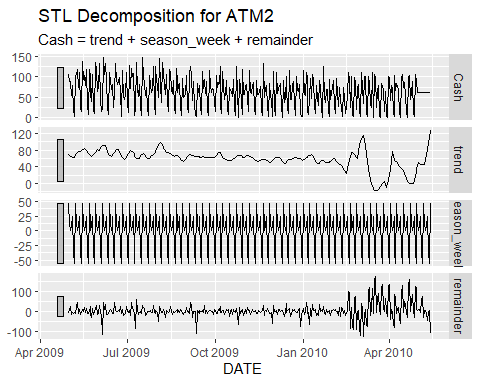 STL Decomposition for ATM2
Cash = trend + season_week + remainder
150
100
50
0
Cash
120
80
40
0
trend
50
25
0
-25
-50
eason_weel
100
0
-100
remainder
Apr 2009
Jul 2009
Oct 2009
Jan 2010
Apr 2010
DATE